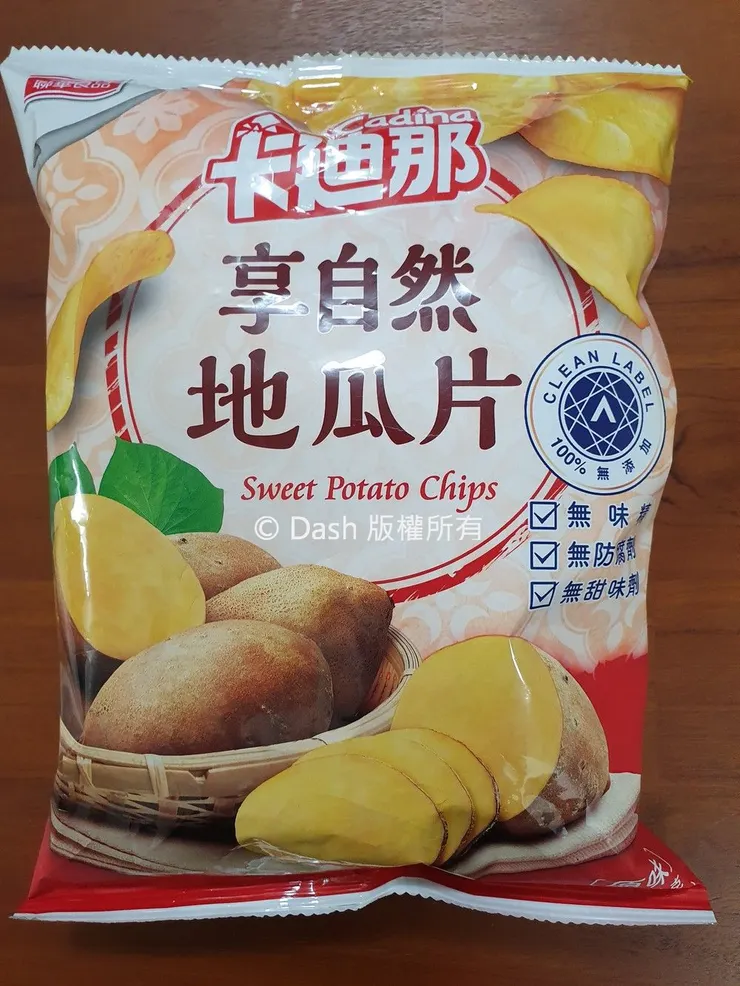 聯華食品
Cadina
卡迪那
享自然
地瓜片
Sweet Potato Chips
© Dash 版權所有
CLEAN LABEL
100% 無添加
無味精
無防腐劑
無甜味劑